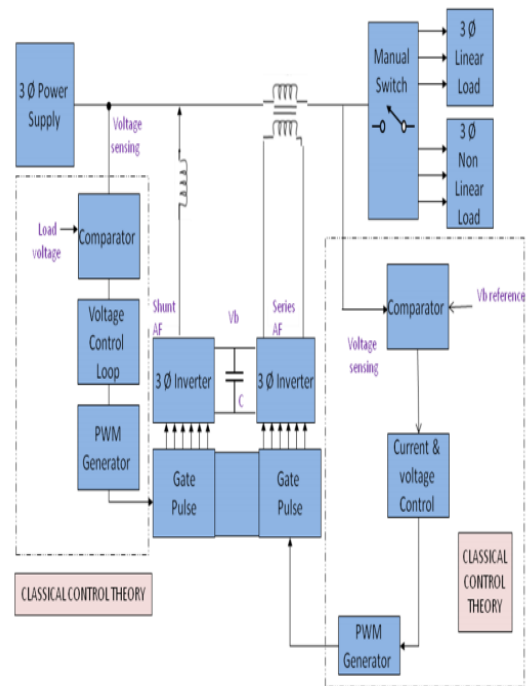 3 Ø Power
Supply
Voltage
sensing
Manual
Switch
3 Ø
Linear
Load
3 Ø
Non
Linear
Load
Load
voltage
Comparator
Voltage
Control
Loop
PWM
Generator
Shunt
AF
Vb
Series
AF
3 Ø Inverter
C
3 Ø Inverter
Gate
Pulse
Gate
Pulse
Vb reference
Comparator
Voltage
sensing
Current &
voltage
Control
CLASSICAL
CONTROL
THEORY
PWM
Generator
CLASSICAL CONTROL THEORY